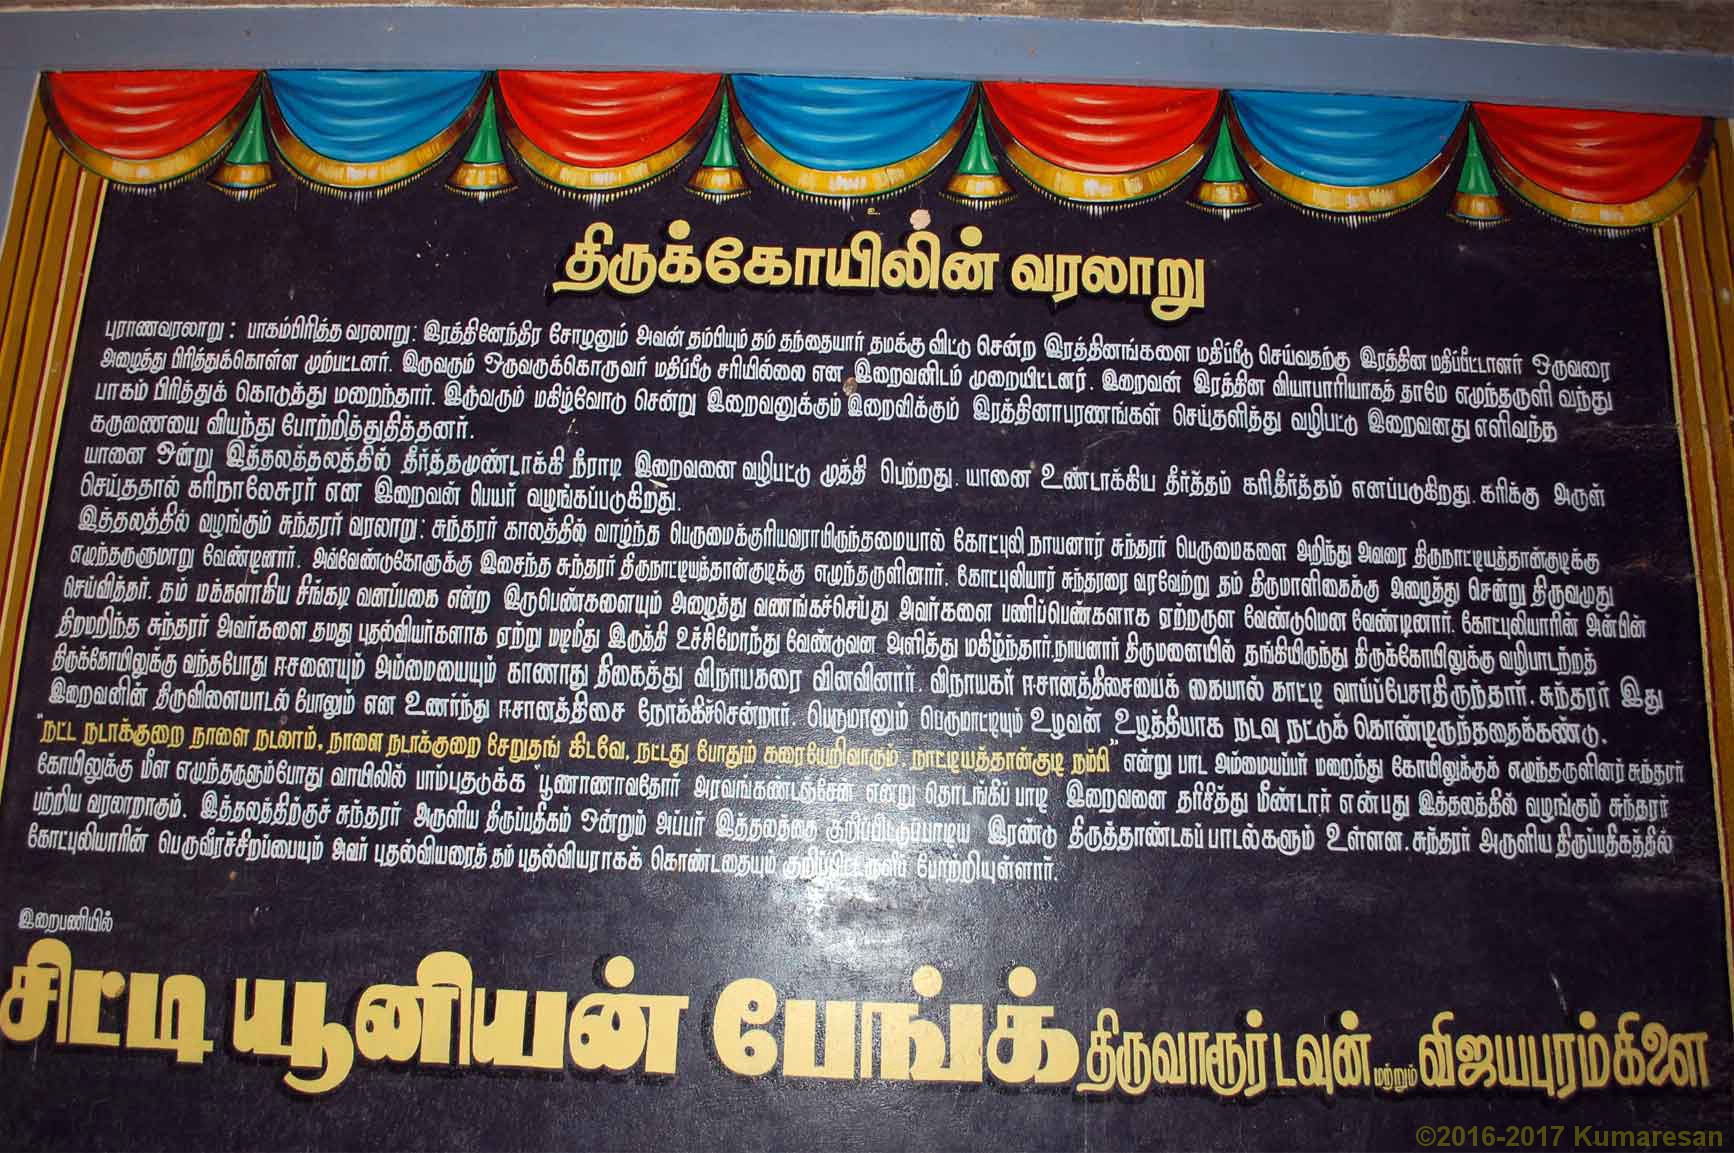 உ
திருக்கோயிலின் வரலாறு
புராணவரலாறு : பாகம்பிரித்த வரலாறு: இரத்தினேந்திர சோழனும் அவன் தம்பியும் தம் தந்தையார் தமக்கு விட்டு சென்ற இரத்தினங்களை மதிப்பீடு செய்வதற்கு இரத்தின மதிப்பீட்டாளர் ஒருவரை
அழைத்து பிரித்துக்கொள்ள முற்பட்டனர். இருவரும் ஒருவருக்கொருவர் மதிப்பீடு சரியில்லை என இறைவனிடம் முறையிட்டனர். இறைவன் இரத்தின வியாபாரியாகத் தாமே எழுந்தருளி வந்து
பாகம் பிரித்துக் கொடுத்து மறைந்தார். இருவரும் மகிழ்வோடு சென்று இறைவனுக்கும் இறைவிக்கும் இரத்தினாபரணங்கள் செய்தளித்து வழிபட்டு இறைவனது எளிவந்த
கருணையை வியந்து போற்றித்துதித்தனர்.
யானை ஒன்று இத்தலத்தலத்தில் தீர்த்தமுண்டாக்கி நீராடி இறைவனை வழிபட்டு முத்தி பெற்றது. யானை உண்டாக்கிய தீர்த்தம் கரிதீர்த்தம் எனப்படுகிறது. கரிக்கு அருள்
செய்ததால் கரிநாலேசுரர் என இறைவன் பெயர் வழங்கப்படுகிறது.
இத்தலத்தில் வழங்கும் சுந்தரர் வரலாறு: சுந்தரர் காலத்தில் வாழ்ந்த பெருமைக்குரியவராயிருந்தமையால் கோட்புலி நாயனார் சுந்தரர் பெருமைகளை அறிந்து அவரை திருநாட்டியத்தான்குடிக்கு
எழுந்தருளுமாறு வேண்டினார். அவ்வேண்டுகோளுக்கு இசைந்த சுந்தரர் திருநாட்டியத்தான்குடிக்கு எழுந்தருளினார். கோட்புலியார் சுந்தரரை வரவேற்று தம் திருமாளிகைக்கு அழைத்து சென்று திருவமுது
செய்வித்தர். தம் மக்களாகிய சிங்கடி வனப்பகை என்ற இருபெண்களையும் அழைத்து வணங்கச்செய்து அவர்களை பணிப்பெண்களாக ஏற்றருள வேண்டுமென வேண்டினார். கோட்புலியாரின் அன்பின்
திறமறிந்த சுந்தரர் அவர்களை தமது புதல்வியர்களாக ஏற்று மடிமீது இருத்தி உச்சிமோந்து வேண்டுவன அளித்து மகிழ்ந்தார்.நாயனார் திருமனையில் தங்கியிருந்து திருக்கோயிலுக்கு வழிபாடற்றத்
திருக்கோயிலுக்கு வந்தபோது ஈசனையும் அம்மையையும் காணாது திகைத்து விநாயகரை வினவினார். விநாயகர் ஈசானத்திசையைக் கையால் காட்டி வாய்ப்பேசாதிருந்தார். சுந்தரர் இது
இறைவனின் திருவிளையாடல் போலும் என உணர்ந்து ஈசானத்திசை நோக்கிச்சென்றார். பெருமானும் பெருமாட்டியும் உழவன் உழத்தியாக நடவு நட்டுக் கொண்டிருந்ததைக்கண்டு.
"நட்ட நடாக்குறை நாளை நடலாம், நாளை நடாக்குறை சேறுதங் கிடவே, நட்டது போதும் கரையேறிவாரும், நாட்டியத்தான்குடி நம்பி" என்று பாட அம்மையப்பர் மறைந்து கோயிலுக்குக் எழுந்தருளினர் சுந்தரர்
கோயிலுக்கு மீள எழுந்தருளும்போது வாயிலில் பாம்புதடுக்க "பூணாணாவதோர் அரவங்கண்டஞ்சேன் என்று தொடங்கிப் பாடி இறைவனை தரிசித்து மீண்டார் என்பது இத்தலத்தில் வழங்கும் சுந்தரர்
பற்றிய வரலாறாகும். இத்தலத்திற்குச் சுந்தரர் அருளிய திருப்பதீகம் ஒன்றும் அப்பர் இத்தலத்தை குறிப்பிட்டுப்பாடிய இரண்டு திருத்தாண்டகப் பாடல்களும் உள்ளன. சுந்தரர் அருளிய திருப்பதீகத்தில்
கோட்புலியாரின் பெருவீரச்சிறப்பையும் அவர் புதல்வியரைத் தம் புதல்வியராகக் கொண்டதையும் போற்றியுள்ளார்.
இறைபணியில்
சிட்டி யூனியன் பேங்க் திருவாரூர் டவுன் மற்றும் விஜயபுரம்கிளை
©2016-2017 Kumaresan